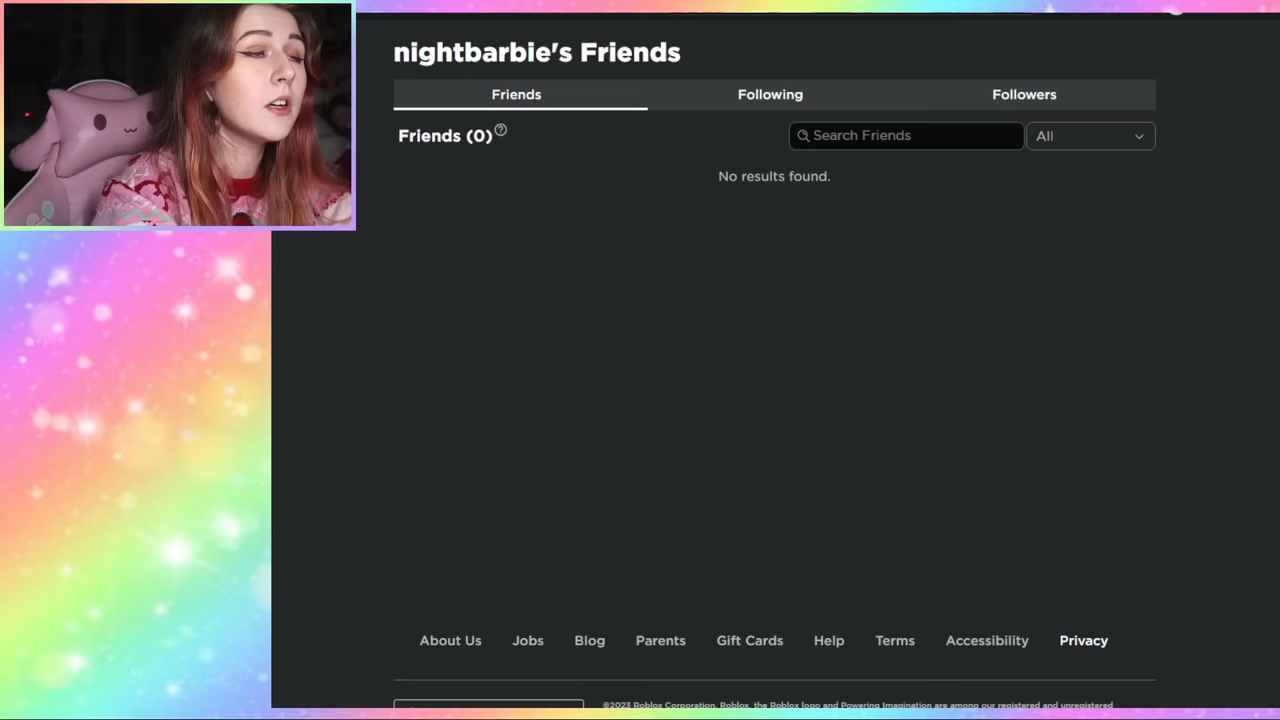 nightbarbie's Friends
Friends Following Followers
Friends (0)
Search Friends
All
No results found.
About Us Jobs Blog Parents Gift Cards Help Terms Accessibility Privacy
©2023 Roblox Corporation. Roblox, the Roblox logo and Powering Imagination are among our registered and unregistered